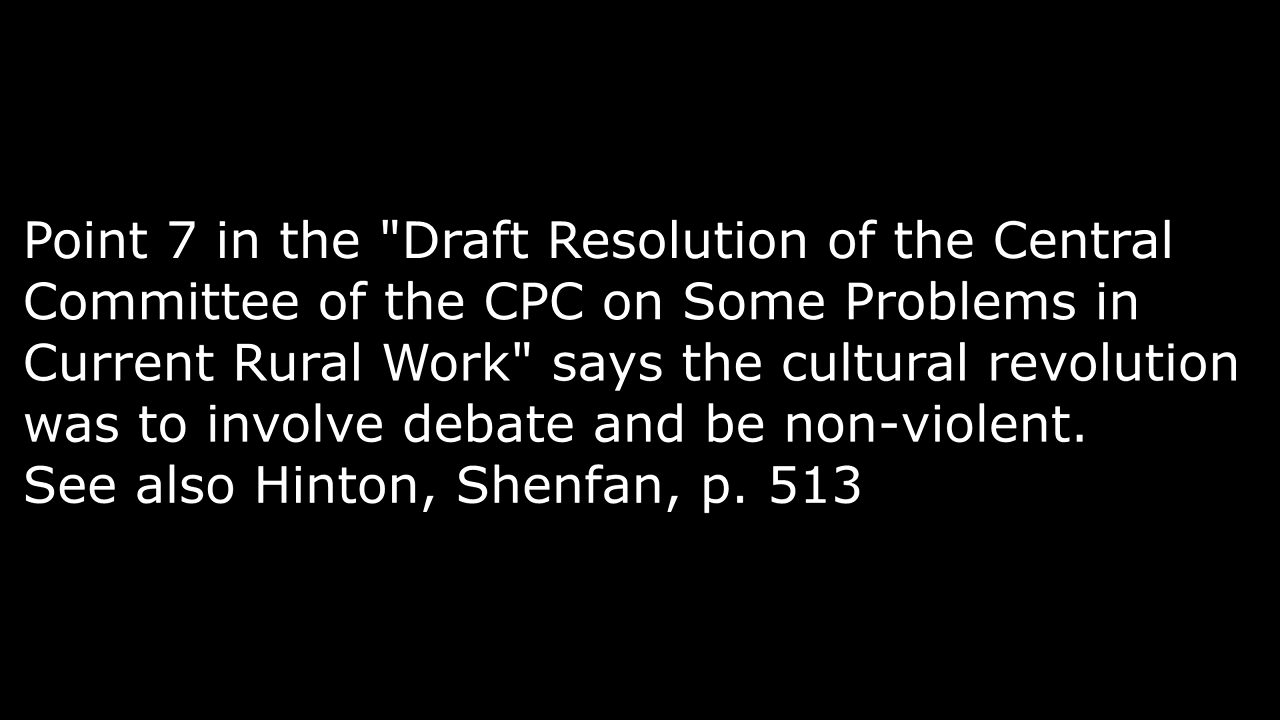 Point 7 in the "Draft Resolution of the Central
Committee of the CPC on Some Problems in
Current Rural Work" says the cultural revolution
was to involve debate and be non-violent.
See also Hinton, Shenfan, p. 513